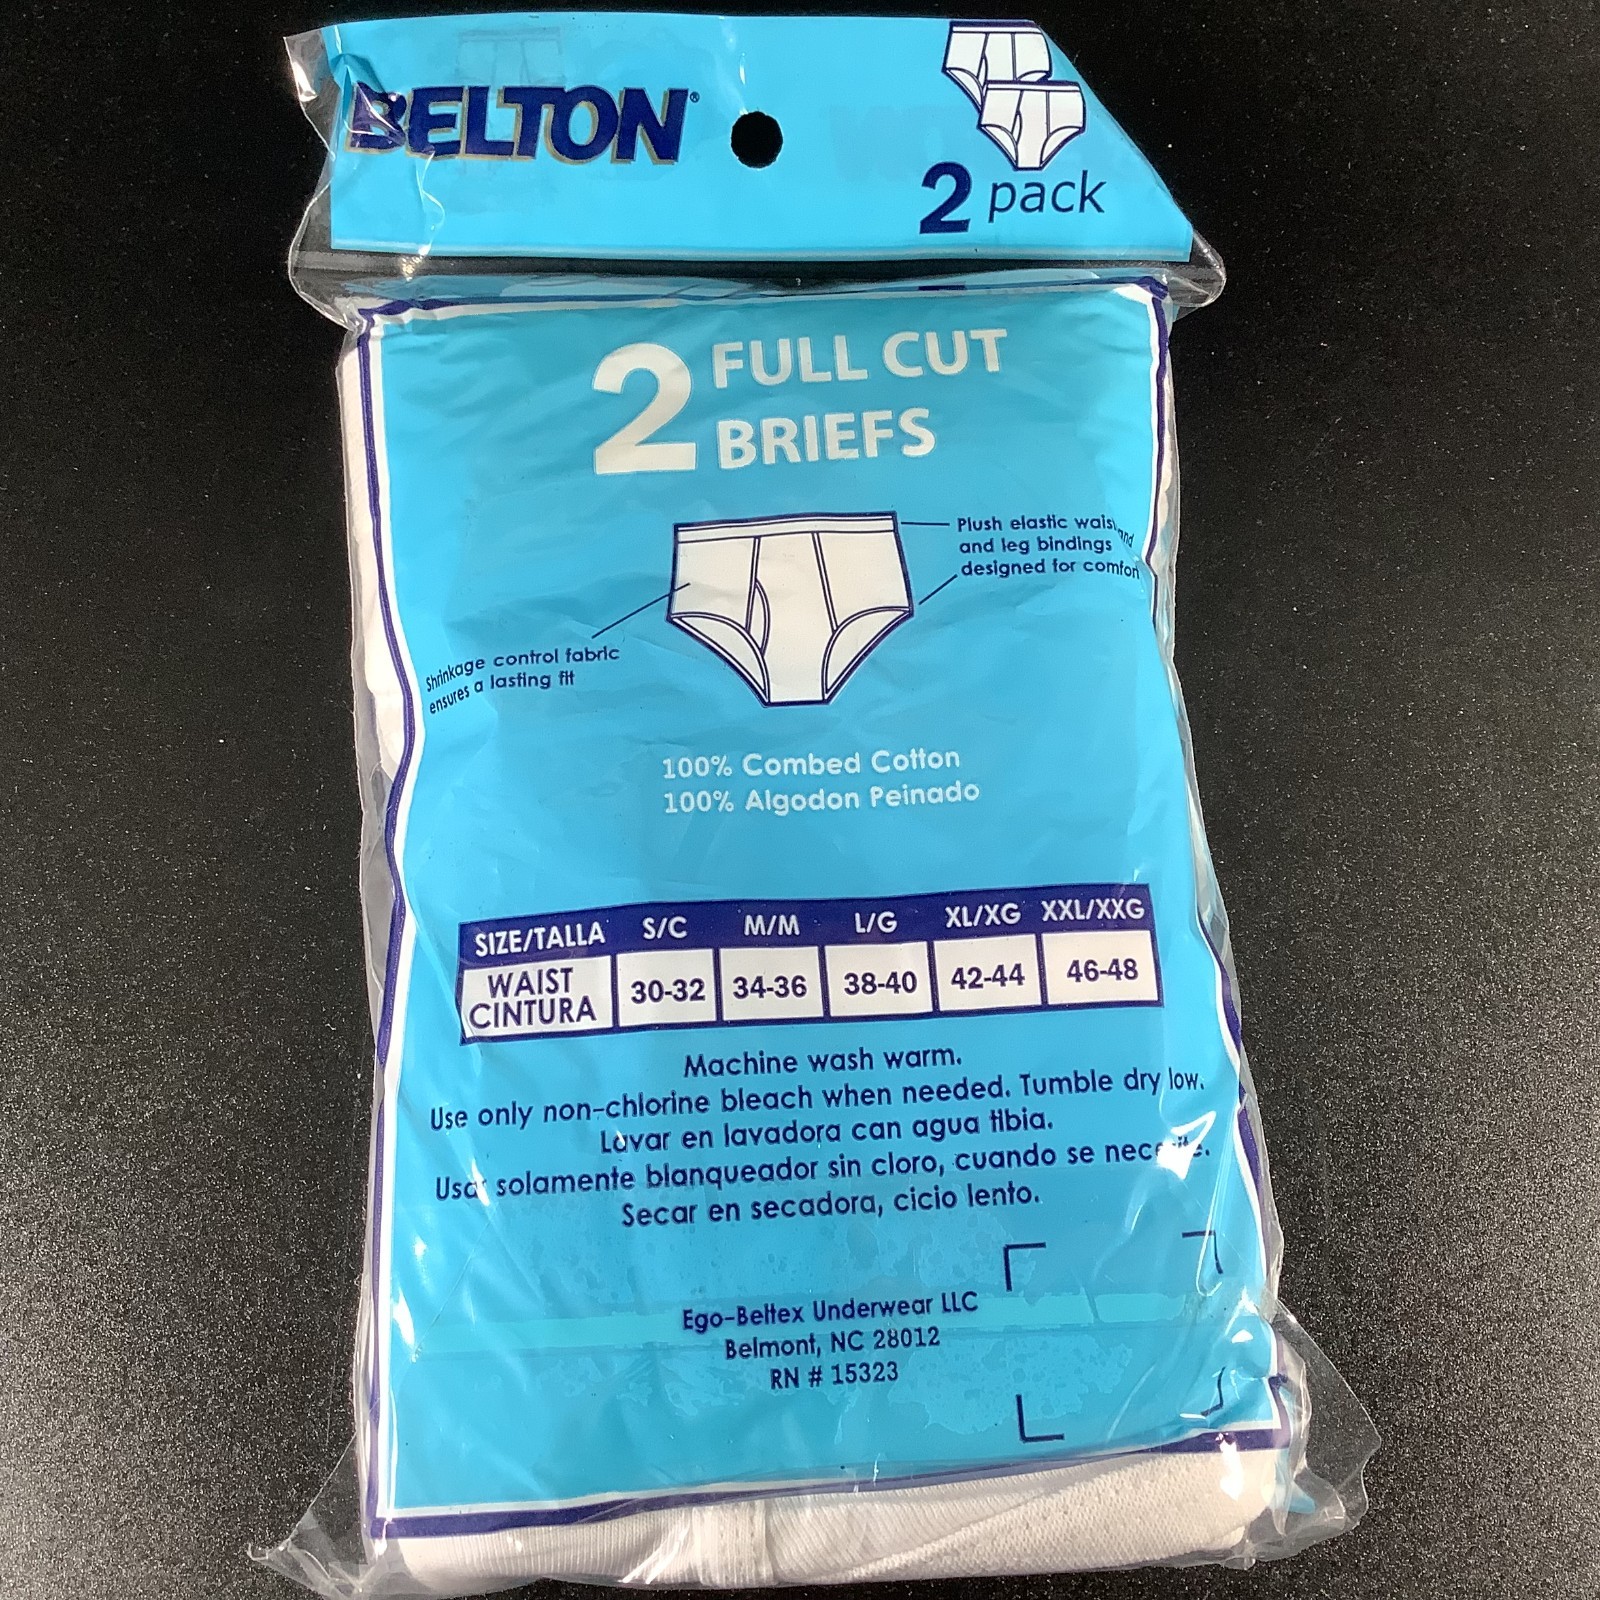 BELTON®
2 pack
2 FULL CUT
BRIEFS
Plush elastic
and leg bindings
designed for comfort
Shrinkage control fabric
ensures a lasting fit
100% Combed Cotton
100% Algodon Peinado
SIZE/TALLA S/C M/M L/G XL/XG XXL/XXG
WAIST
CINTURA 30-32 34-36 38-40 42-44 46-48
Machine wash warm.
Use only non-chlorine bleach when needed. Tumble dry low.
Lavar en lavadora can agua tibia.
Usar solamente blanqueador sin cloro, cuando se
Secar en secadora, cicio lento.
Ego-Beltex Underwear LLC
Belmont, NC 28012
RN # 15323